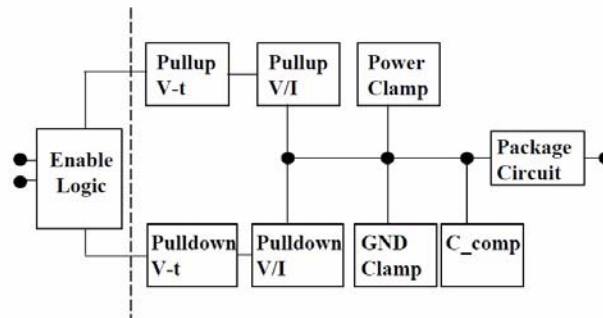 Pullup
V-t
Pullup
V/I
Power
Clamp
Enable
Logic
Package
Circuit
Pulldown
V-t
Pulldown
V/I
GND
Clamp
C_comp